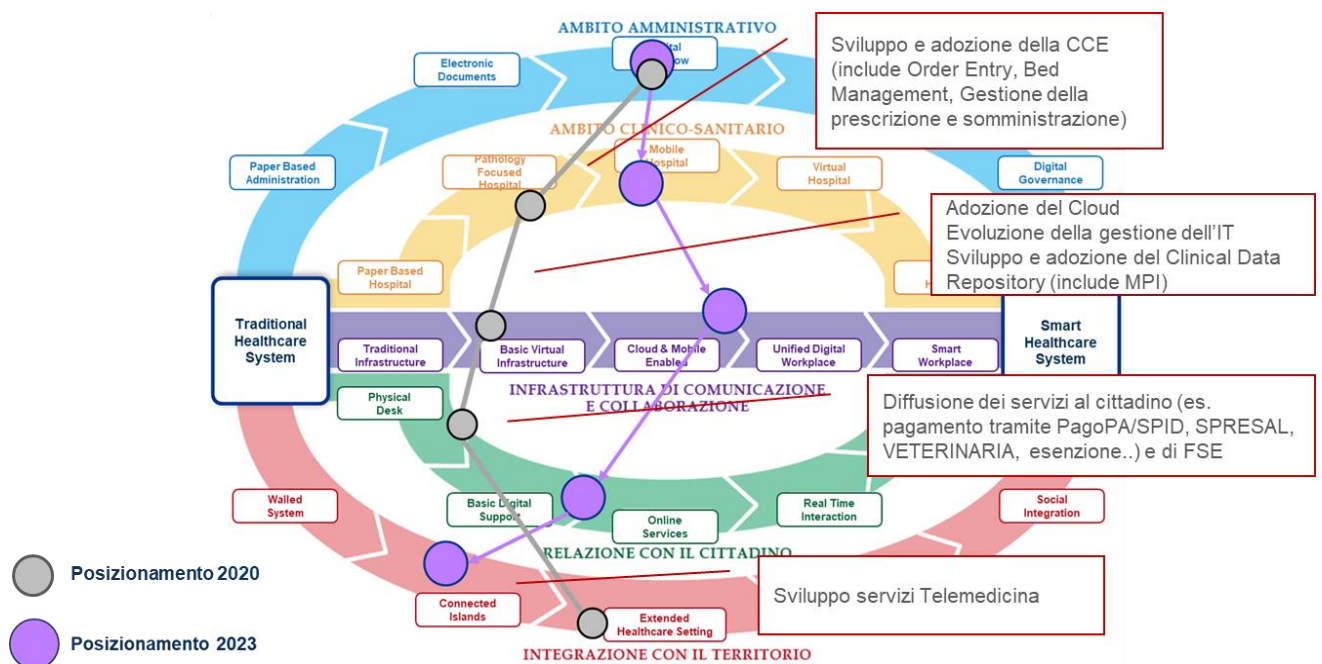 AMBITO AMMINISTRATIVO
Electronic
Documents
Paper Based
Administration
Digital
Governance
Sviluppo e adozione della CCE
(include Order Entry, Bed
Management, Gestione della
prescrizione e somministrazione)
AMBITO CLINICO-SANITARIO
Pathology
Focused
Hospital
Mobile
Hospital
Virtual
Hospital
Paper Based
Hospital
Adozione del Cloud
Evoluzione della gestione dell'IT
Sviluppo e adozione del Clinical Data
Repository (include MPI)
Traditional
Healthcare
System
Traditional
Infrastructure
Basic Virtual
Infrastructure
Cloud & Mobile
Enabled
Unified Digital
Workplace
Smart
Workplace
Smart
Healthcare
System
INFRASTRUTTURA DI COMUNICAZIONE
E COLLABORAZIONE
Physical
Desk
Diffusione dei servizi al cittadino (es.
pagamento tramite PagoPA/SPID, SPRESAL,
VETERINARIA, esenzione..) e di FSE
Basic Digital
Support
Online
Services
Real Time
Interaction
RELAZIONE CON IL CITTADINO
Walled
System
Connected
Islands
Extended
Healthcare Setting
Social
Integration
Sviluppo servizi Telemedicina
INTEGRAZIONE CON IL TERRITORIO
Posizionamento 2020
Posizionamento 2023